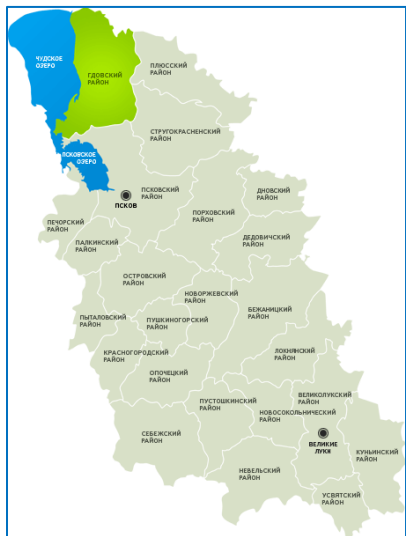 ЧУДСКОЕ
ОЗЕРО
ГДОВСКИЙ
РАЙОН
ПЛЮССКИЙ
РАЙОН
СТРУГОКРАСНЕНСКИЙ
РАЙОН
ПСКОВСКОЕ
ОЗЕРО
ПСКОВСКИЙ
РАЙОН
ПСКОВ
ДНОВСКИЙ
РАЙОН
ПОРХОВСКИЙ
РАЙОН
ПЕЧОРСКИЙ
РАЙОН
ПАЛКИНСКИЙ
РАЙОН
ДЕДОВИЧСКИЙ
РАЙОН
ОСТРОВСКИЙ
РАЙОН
НОВОРЖЕВСКИЙ
РАЙОН
БЕЖАНИЦКИЙ
РАЙОН
ПЫТАЛОВСКИЙ
РАЙОН
ПУШКИНОГОРСКИЙ
РАЙОН
КРАСНОГОРОДСКИЙ
РАЙОН
ЛОКНЯНСКИЙ
РАЙОН
ОПОЧЕЦКИЙ
РАЙОН
ПУСТОШКИНСКИЙ
РАЙОН
ВЕЛИКОЛУКСКИЙ
РАЙОН
НОВОСОКОЛЬНИЧЕСКИЙ
РАЙОН
СЕБЕЖСКИЙ
РАЙОН
ВЕЛИКИЕ
ЛУКИ
КУНЬИНСКИЙ
РАЙОН
НЕВЕЛЬСКИЙ
РАЙОН
УСВЯТСКИЙ
РАЙОН